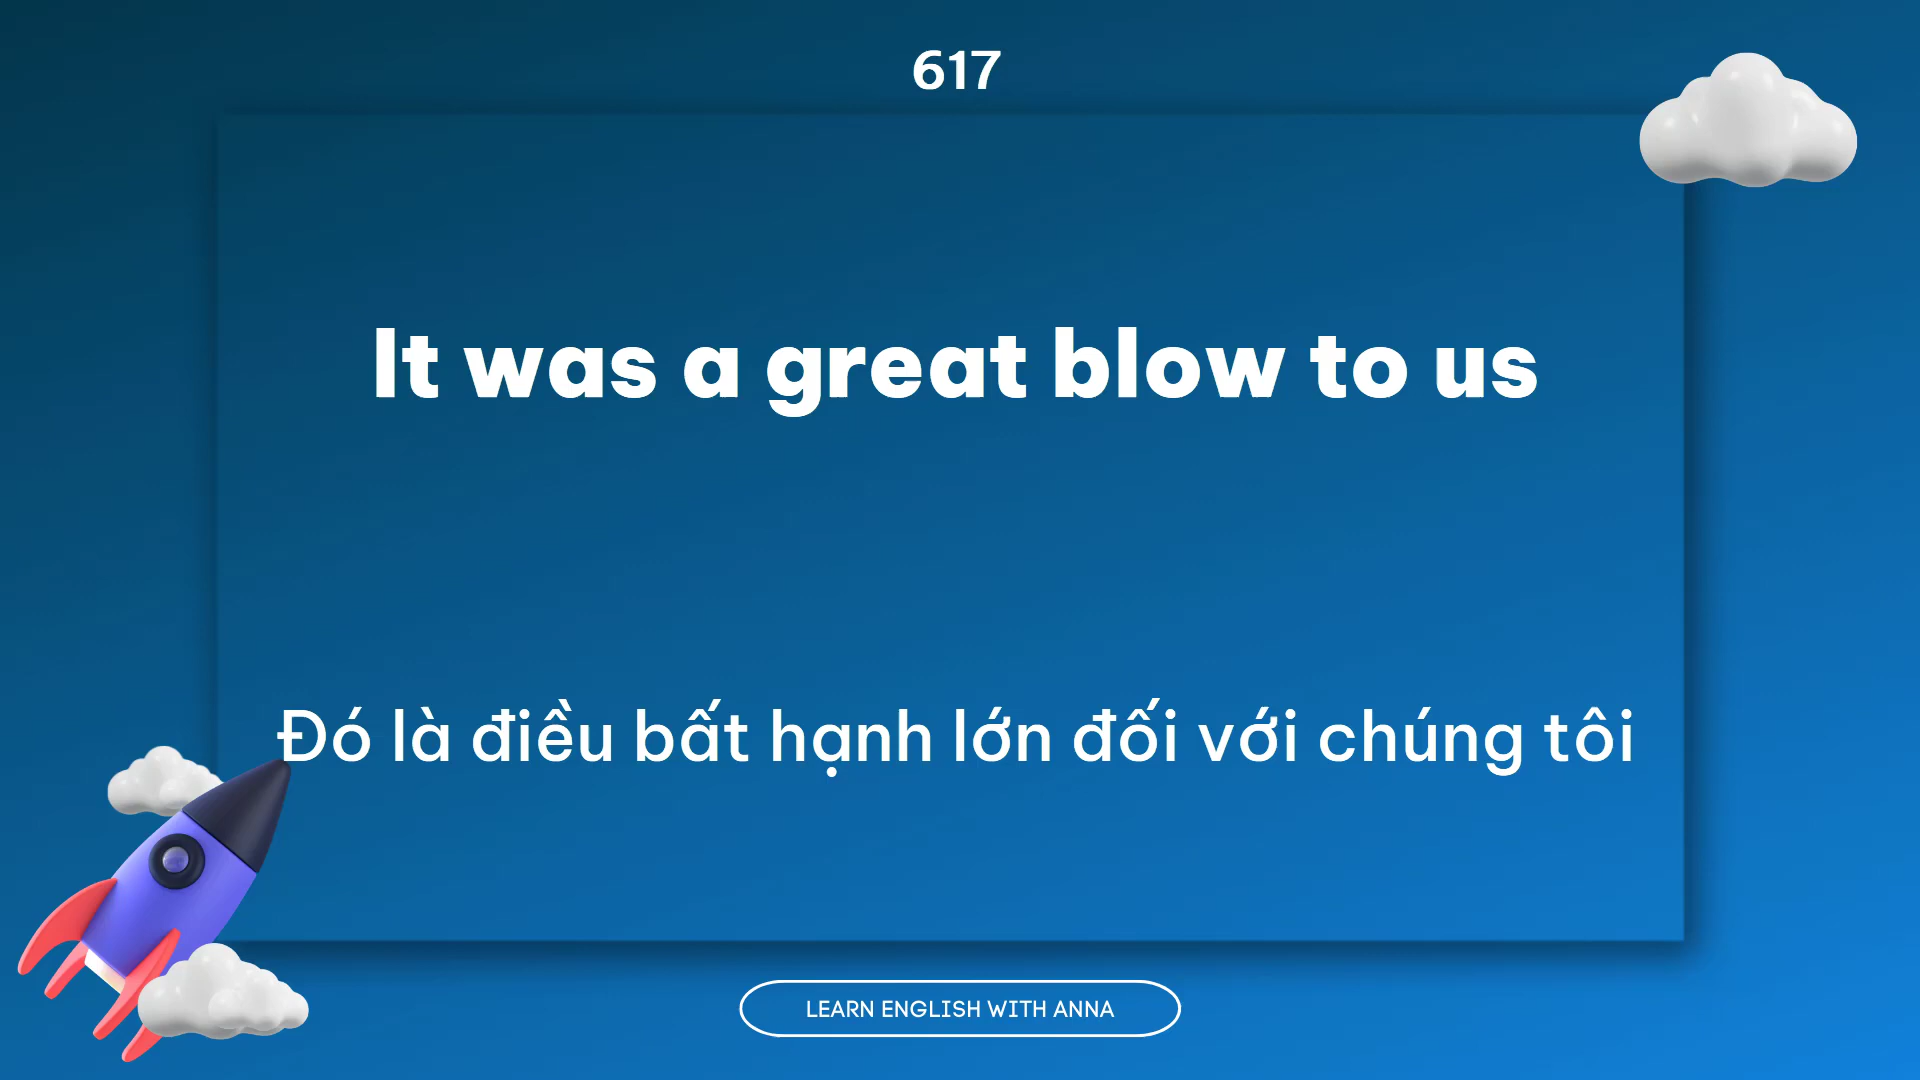 617
It was a great blow to us
Đó là điều bất hạnh lớn đối với chúng tôi
LEARN ENGLISH WITH ANNA